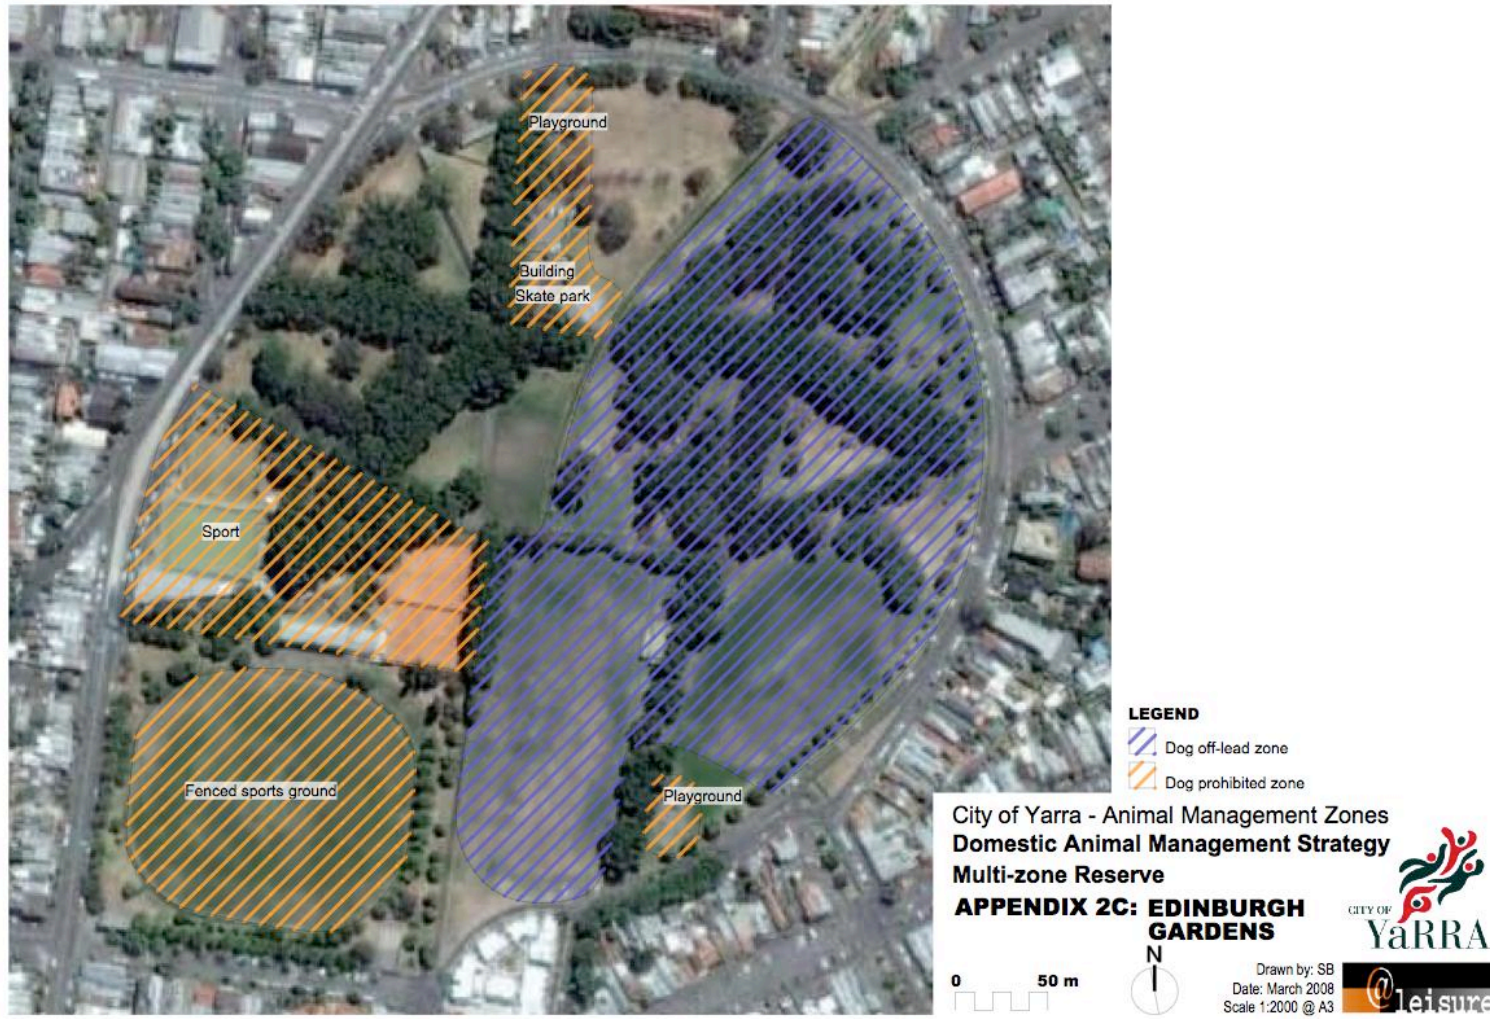 Playground
Building
Skate park
Sport
Fenced sports ground
Playground
LEGEND
Dog off-lead zone
Dog prohibited zone
City of Yarra - Animal Management Zones
Domestic Animal Management Strategy
Multi-zone Reserve
APPENDIX 2C: EDINBURGH
GARDENS
N
0 50 m
Drawn by: SB
Date: March 2008
Scale 1:2000 @ A3
CITY OF
YaRRA
@leisure